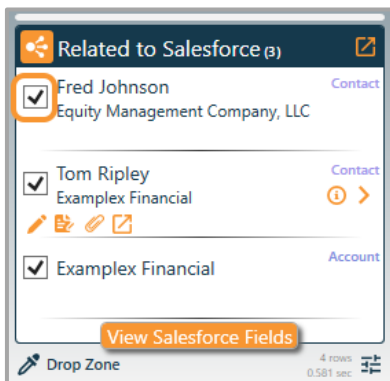 Related to Salesforce (3)
Fred Johnson Contact
Equity Management Company, LLC
Tom Ripley Contact
Examplex Financial
Account
Examplex Financial
View Salesforce Fields
Drop Zone 4 rows
0.581 sec